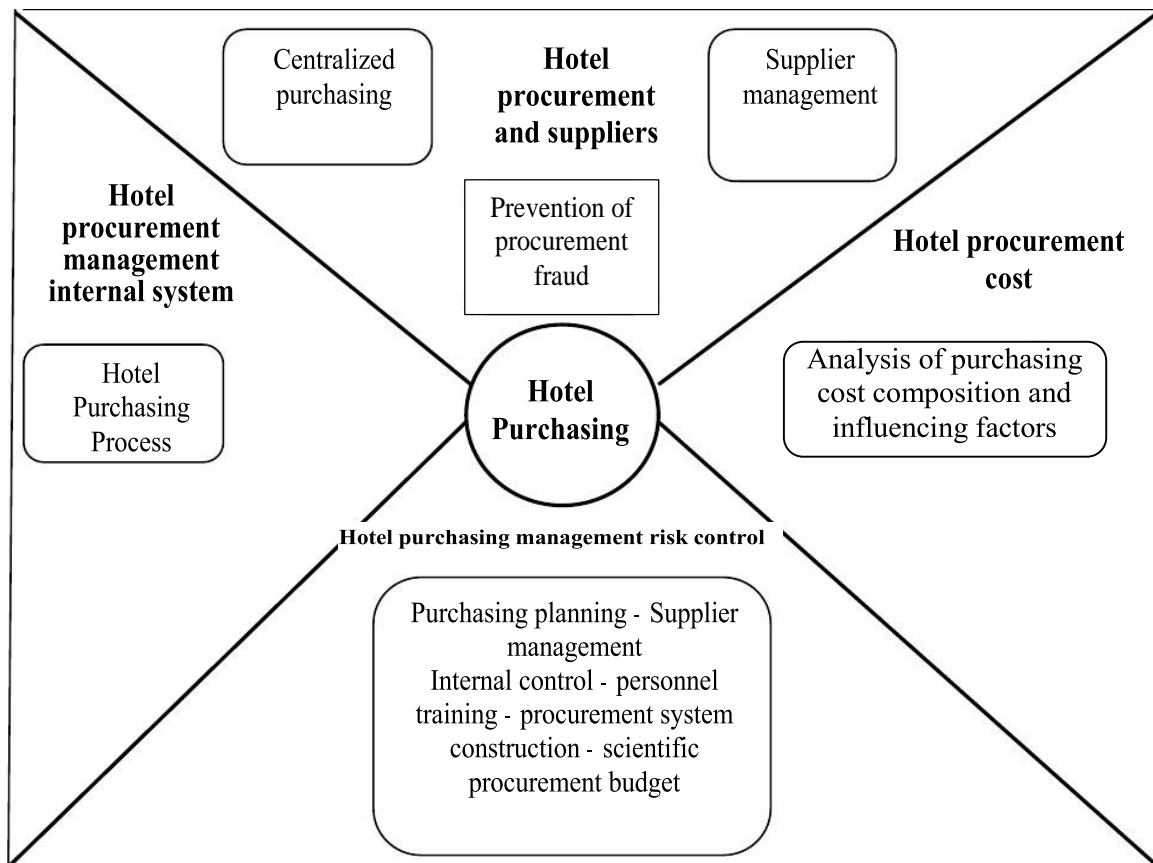 Centralized
purchasing
Hotel
procurement
and suppliers
Supplier
management
Prevention of
procurement
fraud
Hotel
procurement
management
internal system
Hotel
Purchasing
Process
Hotel
Purchasing
Hotel procurement
cost
Analysis of purchasing
cost composition and
influencing factors
Hotel purchasing management risk control
Purchasing planning - Supplier
management
Internal control - personnel
training - procurement system
construction - scientific
procurement budget